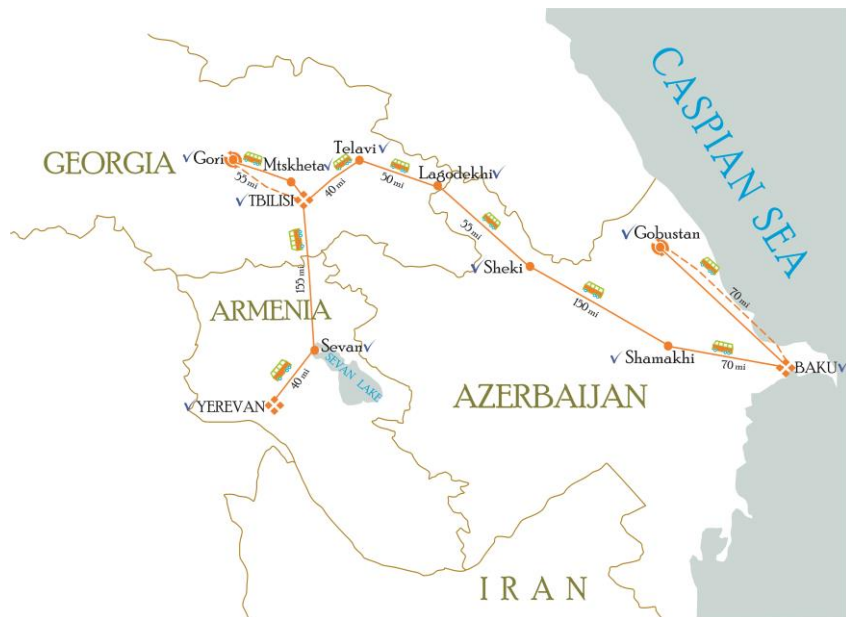 CASPIAN SEA
GEORGIA
Gori
Mtskheta
55 mi
TBILISI
Telavi
40 mi
50 mi
Lagodekhi
55 mi
Sheki
150 mi
Gobustan
70 mi
Shamakhi
70 mi
BAKU
155 mi
ARMENIA
Sevan
SEVAN LAKE
40 mi
YEREVAN
AZERBAIJAN
IRAN